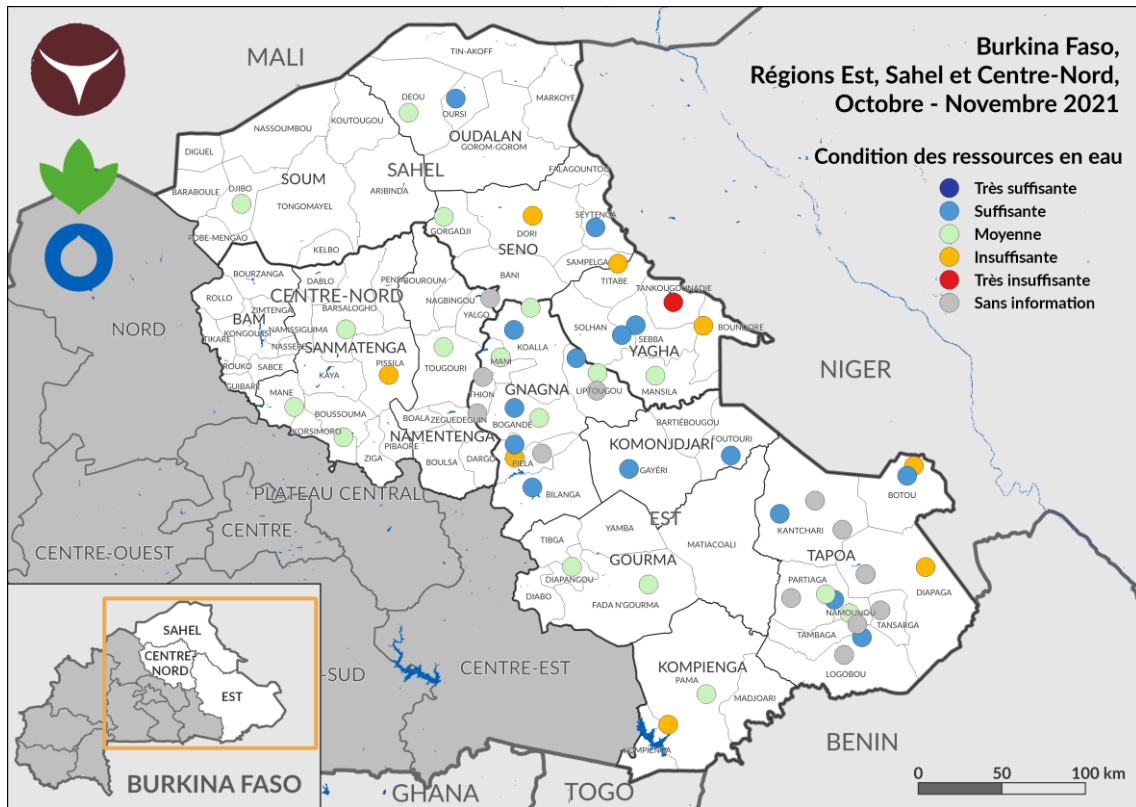 Burkina Faso,
Régions Est, Sahel et Centre-Nord,
Octobre - Novembre 2021
Condition des ressources en eau
Très suffisante
Suffisante
Moyenne
Insuffisante
Très insuffisante
Sans information
MALI
TIN-AKOFF
MARKOYE
DEOU
OURSI
KOUTOUGOU
NASSOUMBOU
OUDALAN
GOROM-GOROM
DIGUEL
FALAGOUNTOU
SAHEL
SOUM
DJIBO
BARABOULE
ARIBINDA
TONGOMAYEL
SEYTENGA
GORGADJI
DORI
POBE-MENGAO
SENO
KELBO
SAMPELGA
BANI
BOURZANGA
DABLO
BOUROUM
TITABE
TANKOUGOUNADIE
CENTRE-NORD
ROLLO
NAGBINGOU
YALGO
BARSALOGHO
ZIMTENGA
BAM
NORD
NAMISSIGUIMA
KONGOUSSI
TIKARE
SOLHAN
SEBBA
BOUNDORE
NASSERE
SANMATENGA
KOALLA
YAGHA
MANI
PISSILA
TOUGOURI
ROUKO
SABCE
KAYA
NIGER
GUIBARE
GNAGNA
LIPTOUGOU
MANSILA
MANE
THION
BOUSSOUMA
BOALA
ZEGUEDEGUIN
BOGANDE
BARTIÉBOUGOU
KORSIMORO
NAMENTENGA
KOMONDJARI
FOUTOURI
PIBAORE
ZIGA
BOULSA
DARGO
PIELA
GAYÉRI
PLATEAU CENTRAL
BILANGA
BOTOU
EST
CENTRE
YAMBA
KANTCHARI
CENTRE-OUEST
TIBGA
MATIACOALI
TAPOA
GOURMA
DIAPANGOU
PARTIAGA
DIAPAGA
DIABO
FADA N'GOURMA
NAMOUNOU
TANSARGA
TAMBAGA
SAHEL
CENTRE-
NORD
EST
-SUD
CENTRE-EST
KOMPIENGA
PAMA
MADJOARI
LOGOBOU
BENIN
KOMPIENGA
BURKINA FASO
GHANA
TOGO
0 50 100 km